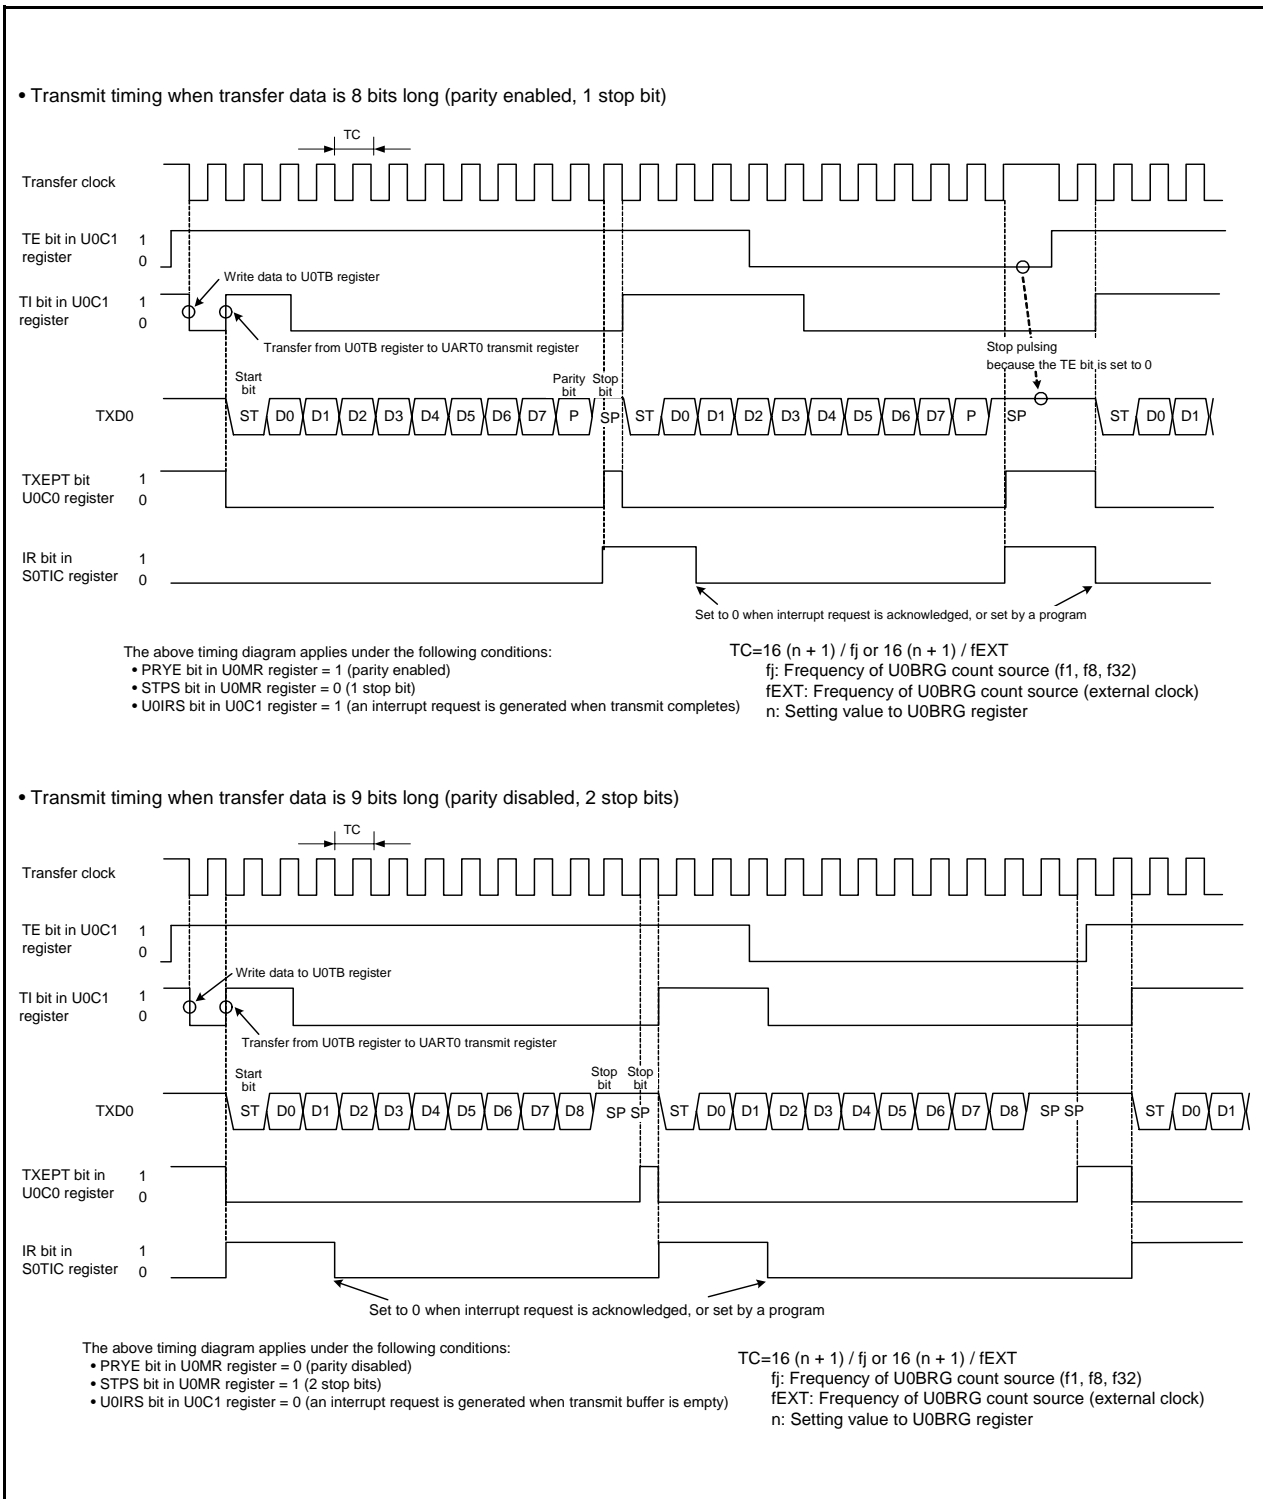 • Transmit timing when transfer data is 8 bits long (parity enabled, 1 stop bit)
TC
Transfer clock
TE bit in U0C1
register
1
0
Write data to U0TB register
TI bit in U0C1
register
1
0
Transfer from U0TB register to UART0 transmit register
Stop pulsing
because the TE bit is set to 0
Start
bit
Parity
bit
Stop
bit
TXD0
ST D0 D1 D2 D3 D4 D5 D6 D7 P SP ST D0 D1 D2 D3 D4 D5 D6 D7 P SP ST D0 D1
TXEPT bit
U0C0 register
1
0
IR bit in
S0TIC register
1
0
Set to 0 when interrupt request is acknowledged, or set by a program
The above timing diagram applies under the following conditions:
• PRYE bit in U0MR register = 1 (parity enabled)
• STPS bit in U0MR register = 0 (1 stop bit)
• U0IRS bit in U0C1 register = 1 (an interrupt request is generated when transmit completes)
TC=16 (n + 1) / fj or 16 (n + 1) / fEXT
fj: Frequency of U0BRG count source (f1, f8, f32)
fEXT: Frequency of U0BRG count source (external clock)
n: Setting value to U0BRG register
• Transmit timing when transfer data is 9 bits long (parity disabled, 2 stop bits)
TC
Transfer clock
TE bit in U0C1
register
1
0
Write data to U0TB register
TI bit in U0C1
register
1
0
Transfer from U0TB register to UART0 transmit register
Start
bit
Stop
bit
Stop
bit
TXD0
ST D0 D1 D2 D3 D4 D5 D6 D7 D8 SP SP ST D0 D1 D2 D3 D4 D5 D6 D7 D8 SP SP ST D0 D1
TXEPT bit in
U0C0 register
1
0
IR bit in
S0TIC register
1
0
Set to 0 when interrupt request is acknowledged, or set by a program
The above timing diagram applies under the following conditions:
• PRYE bit in U0MR register = 0 (parity disabled)
• STPS bit in U0MR register = 1 (2 stop bits)
• U0IRS bit in U0C1 register = 0 (an interrupt request is generated when transmit buffer is empty)
TC=16 (n + 1) / fj or 16 (n + 1) / fEXT
fj: Frequency of U0BRG count source (f1, f8, f32)
fEXT: Frequency of U0BRG count source (external clock)
n: Setting value to U0BRG register